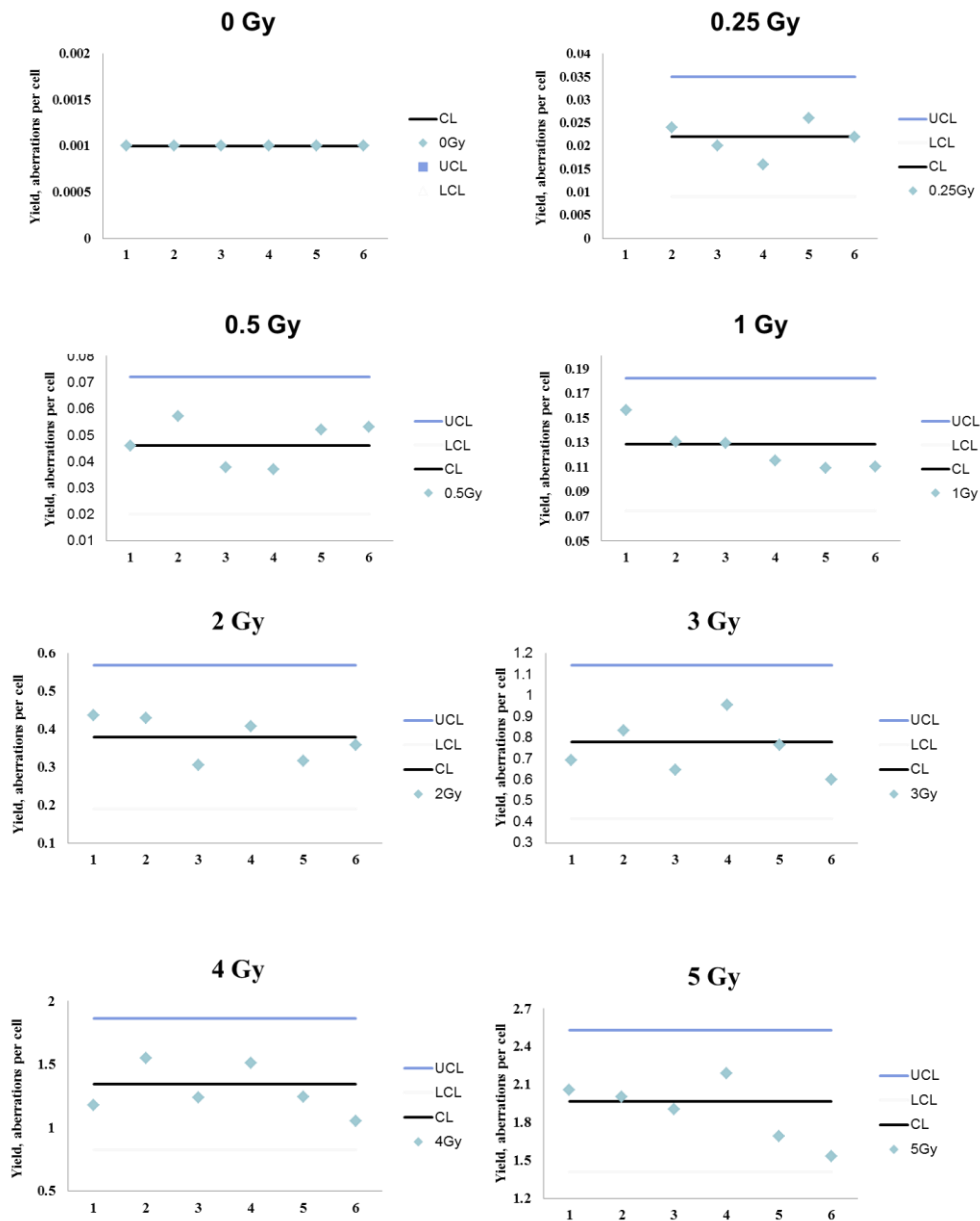 0 Gy
Yield, aberrations per cell
0.002
0.0015
0.001
0.0005
0
1 2 3 4 5 6
CL
0Gy
UCL
LCL
0.25 Gy
Yield, aberrations per cell
0.04
0.035
0.03
0.025
0.02
0.015
0.01
0.005
0
1 2 3 4 5 6
UCL
LCL
CL
0.25Gy
0.5 Gy
Yield, aberrations per cell
0.08
0.07
0.06
0.05
0.04
0.03
0.02
0.01
1 2 3 4 5 6
UCL
LCL
CL
0.5Gy
1 Gy
Yield, aberrations per cell
0.19
0.17
0.15
0.13
0.11
0.09
0.07
0.05
1 2 3 4 5 6
UCL
LCL
CL
1Gy
2 Gy
Yield, aberrations per cell
0.6
0.5
0.4
0.3
0.2
0.1
1 2 3 4 5 6
UCL
LCL
CL
2Gy
3 Gy
Yield, aberrations per cell
1.2
1.1
1
0.9
0.8
0.7
0.6
0.5
0.4
0.3
1 2 3 4 5 6
UCL
LCL
CL
3Gy
4 Gy
Yield, aberrations per cell
2
1.5
1
0.5
1 2 3 4 5 6
UCL
LCL
CL
4Gy
5 Gy
Yield, aberrations per cell
2.7
2.4
2.1
1.8
1.5
1.2
1 2 3 4 5 6
UCL
LCL
CL
5Gy